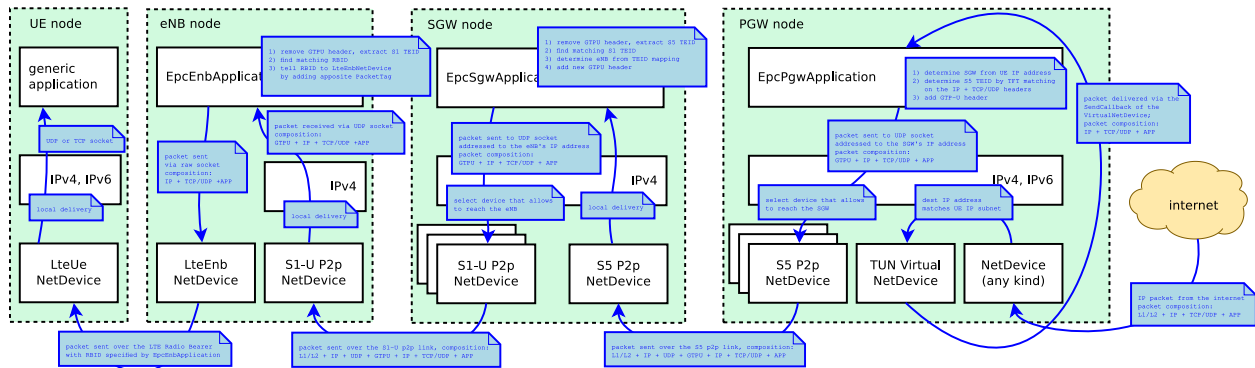 UE node
generic
application
UDP or TCP socket
IPv4, IPv6
local delivery
LteUe
NetDevice
packet sent over the LTE Radio Bearer
with RBID specified by EpcEnbApplication
eNB node
1) remove GTPU header, extract S1 TEID
2) find matching RBID
3) tell RBID to LteEnbNetDevice
by adding apposite PacketTag
EpcEnbApplication
packet received via UDP socket
composition:
GTPU + IP + TCP/UDP +APP
packet sent
via raw socket
composition:
IP + TCP/UDP +APP
IPv4
local delivery
LteEnb
NetDevice
S1-U P2p
NetDevice
packet sent over the S1-U p2p link, composition:
L1/L2 + IP + UDP + GTPU + IP + TCP/UDP + APP
SGW node
1) remove GTPU header, extract S5 TEID
2) find matching S1 TEID
3) determine eNB from TEID mapping
4) add new GTPU header
EpcSgwApplication
packet sent to UDP socket
addressed to the eNB's IP address
packet composition:
GTPU + IP + TCP/UDP + APP
IPv4
select device that allows
to reach the eNB
local delivery
S1-U P2p
NetDevice
S5 P2p
NetDevice
packet sent over the S5 p2p link, composition:
L1/L2 + IP + UDP + GTPU + IP + TCP/UDP + APP
PGW node
EpcPgwApplication
1) determine SGW from UE IP address
2) determine S5 TEID by TFT matching
on the IP + TCP/UDP headers
3) add GTP-U header
packet sent to UDP socket
addressed to the SGW's IP address
packet composition:
GTPU + IP + TCP/UDP + APP
IPv4, IPv6
select device that allows
to reach the SGW
dest IP address
matches UE IP subnet
S5 P2p
NetDevice
TUN Virtual
NetDevice
NetDevice
(any kind)
packet delivered via the
SendCallback of the
VirtualNetDevice;
packet composition:
IP + TCP/UDP + APP
internet
IP packet from the internet
packet composition:
L1/L2 + IP + TCP/UDP + APP